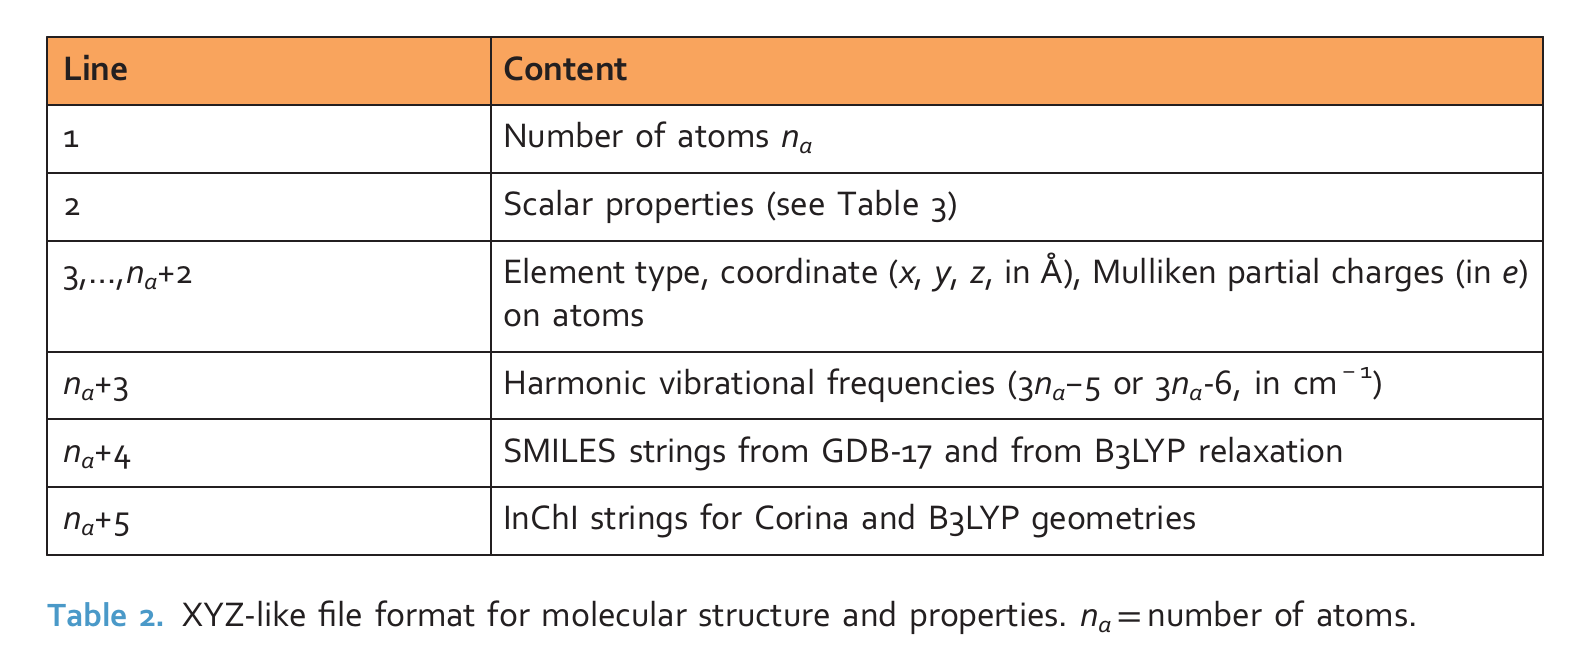 Line Content
1 Number of atoms nₐ
2 Scalar properties (see Table 3)
3,...,nₐ+2 Element type, coordinate (x, y, z, in Å), Mulliken partial charges (in e)
on atoms
nₐ+3 Harmonic vibrational frequencies (3nₐ−5 or 3nₐ-6, in cm⁻¹)
nₐ+4 SMILES strings from GDB-17 and from B3LYP relaxation
nₐ+5 InChI strings for Corina and B3LYP geometries
Table 2. XYZ-like file format for molecular structure and properties. nₐ=number of atoms.